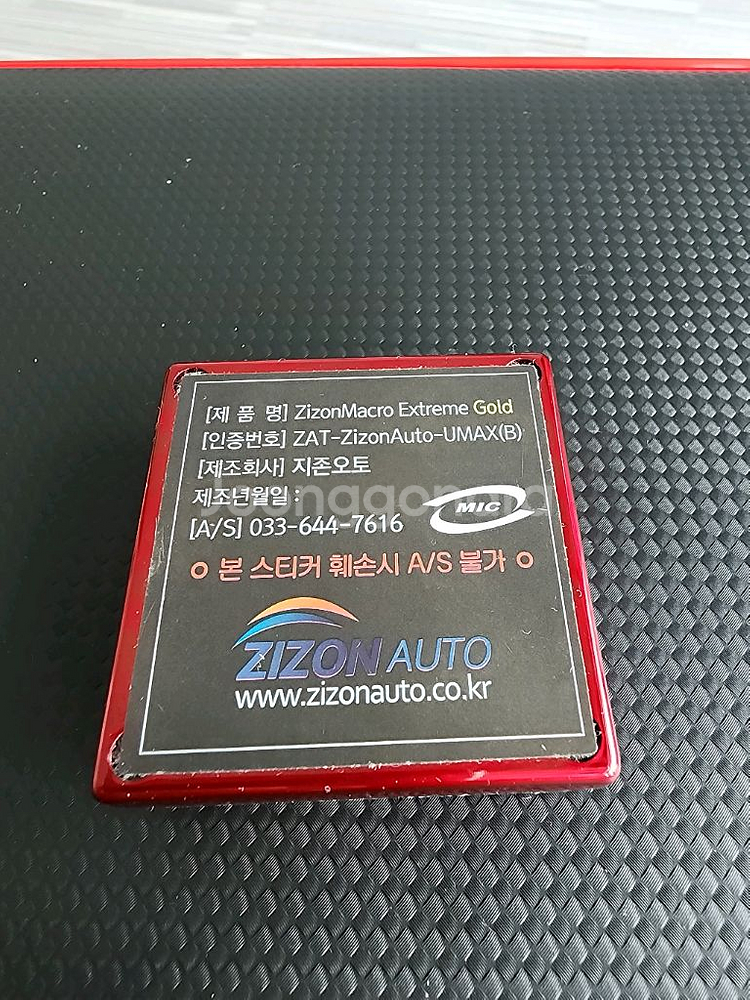 [제 품 명] ZizonMacro Extreme Gold
[인증번호] ZAT-ZizonAuto-UMAX(B)
[제조회사] 지존오토
제조년월일 :
[A/S] 033-644-7616
MIC
본 스티커 훼손시 A/S 불가
ZIZON AUTO
www.zizonauto.co.kr
Joonggonara